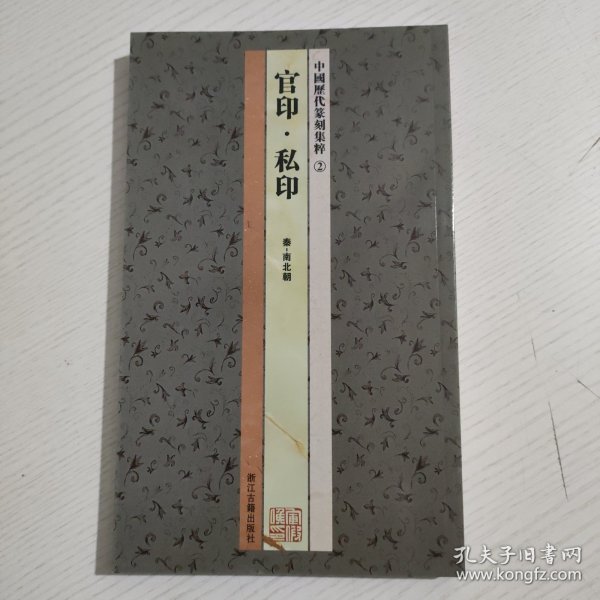 中國歷代篆刻集粹②
官印·私印
秦-南北朝
浙江古籍出版社
孔夫子旧书网
www.kongfz.com